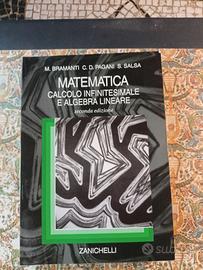 M. BRAMANTI C. D. PAGANI S. SALSA
MATEMATICA
CALCOLO INFINITESIMALE
E ALGEBRA LINEARE
seconda edizione
ZANICHELLI